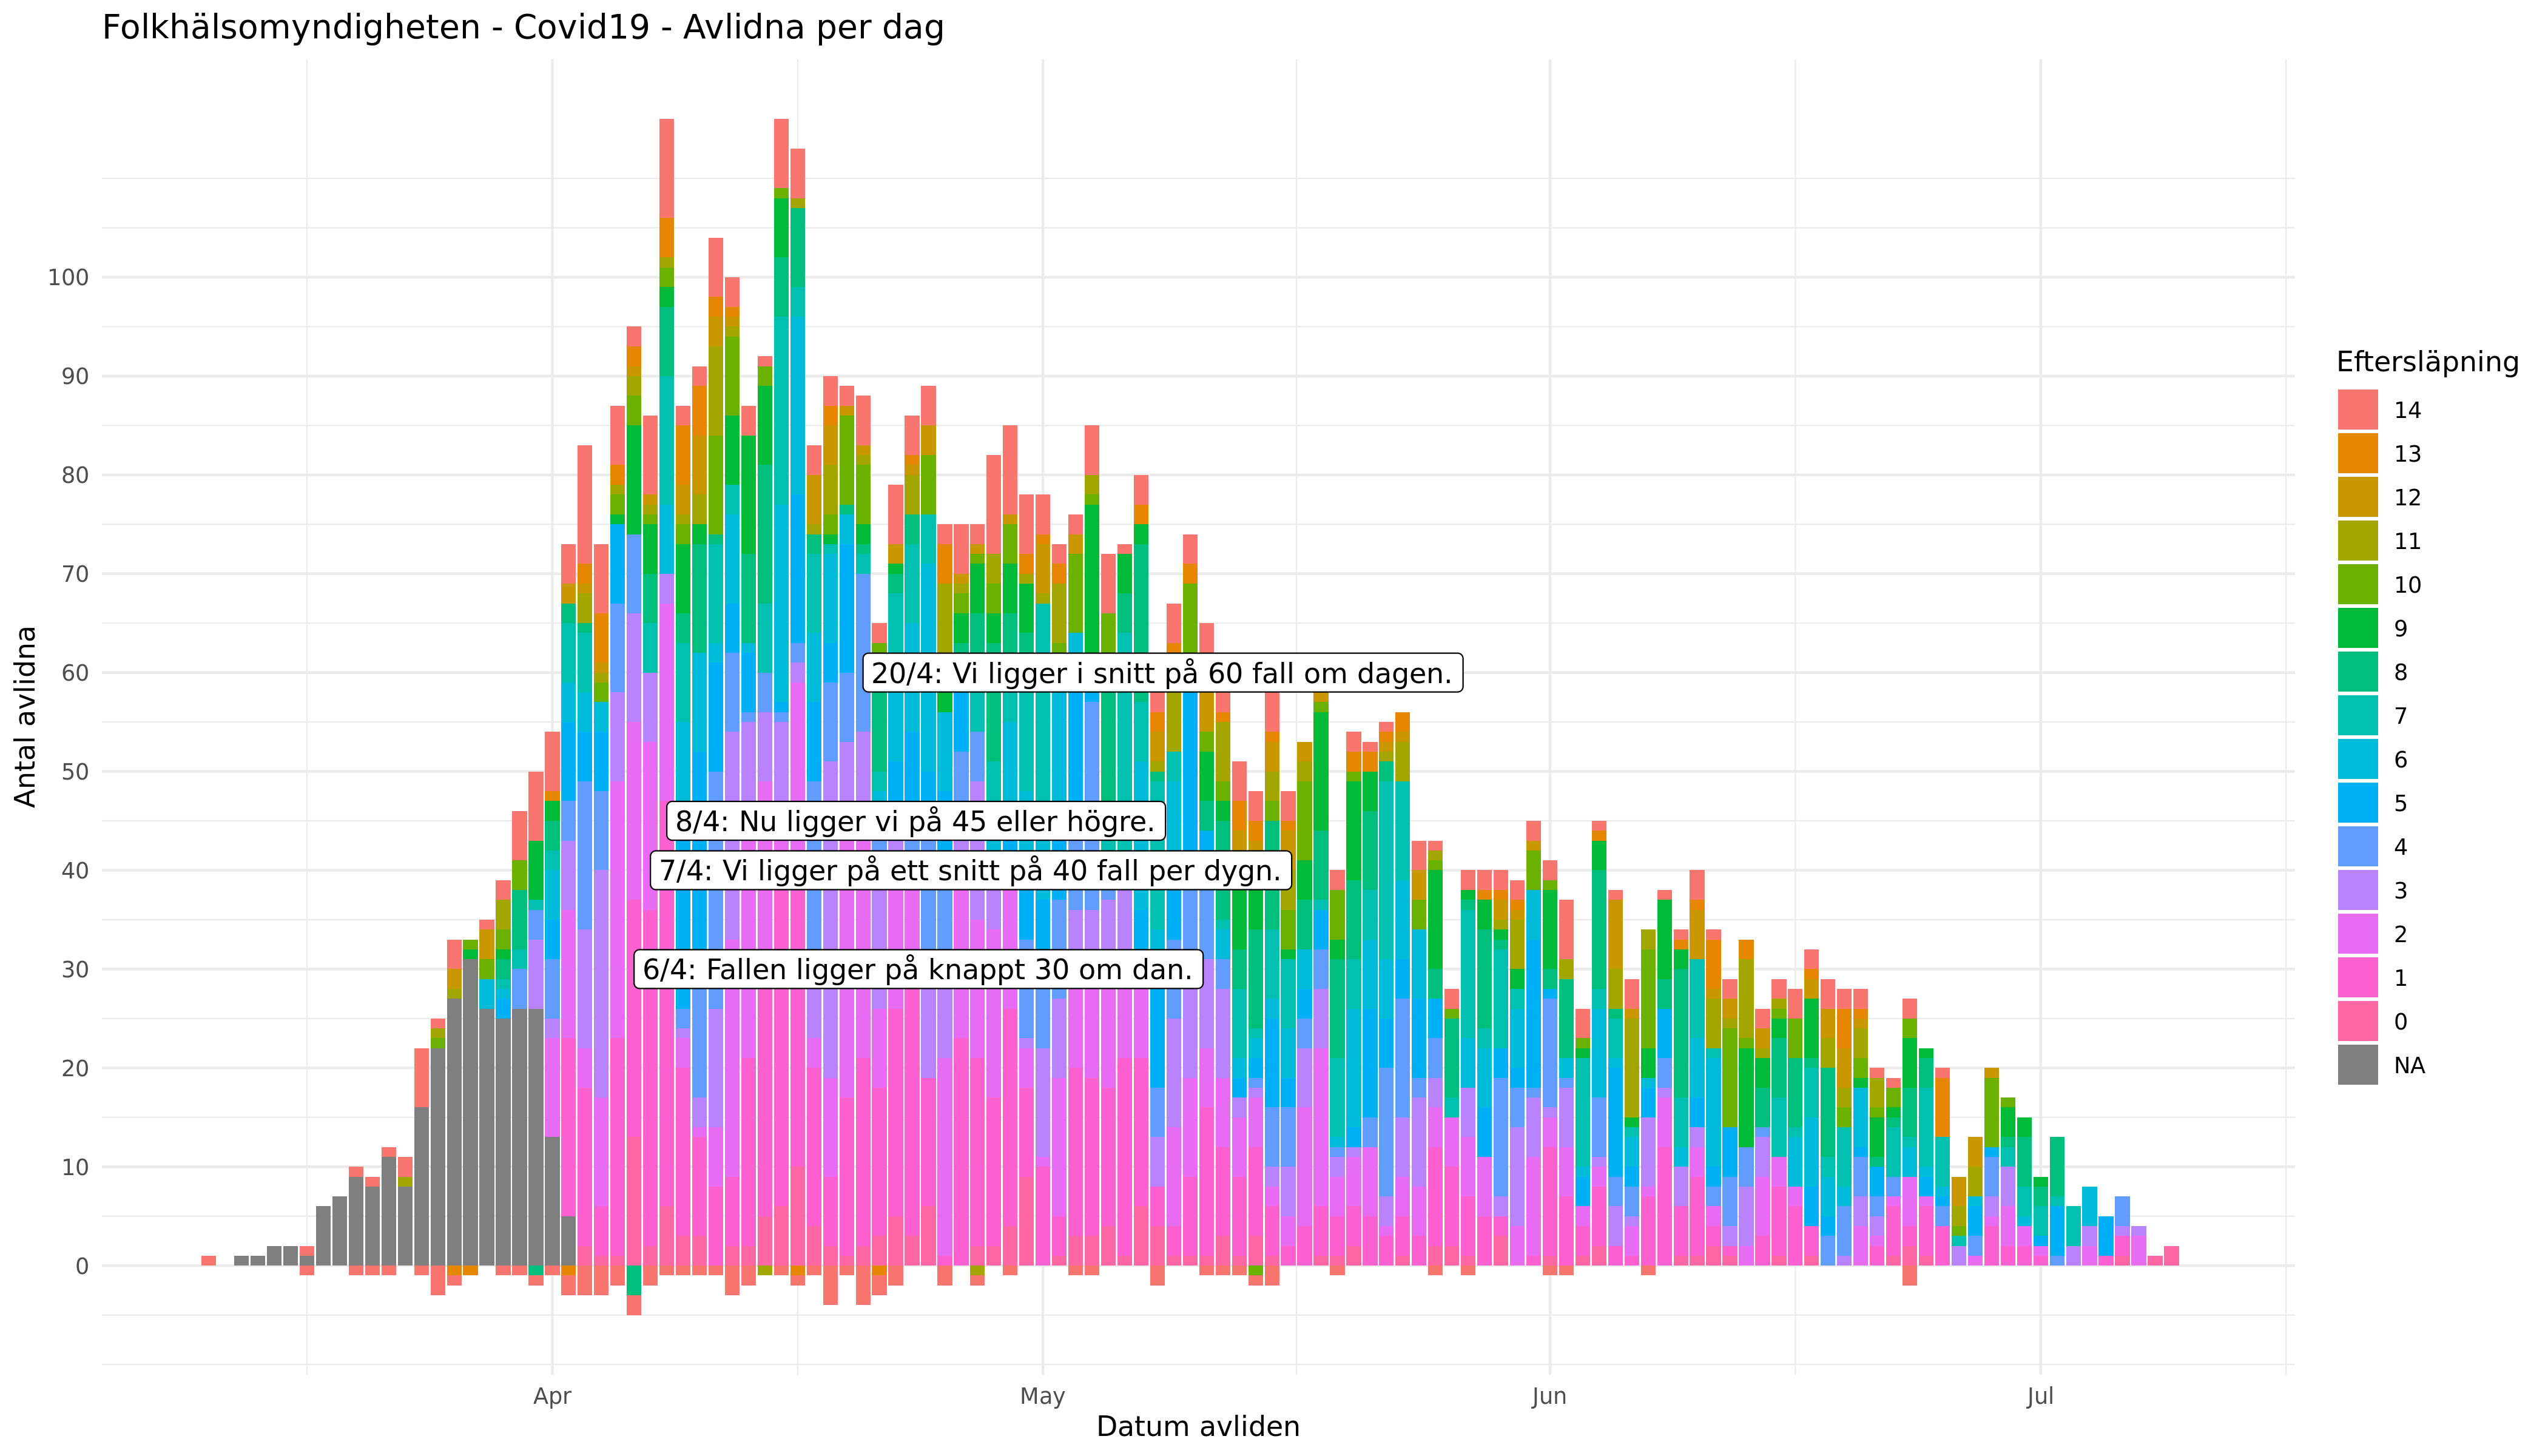 Folkhälsomyndigheten - Covid19 - Avlidna per dag
Antal avlidna
100
90
80
70
60
50
40
30
20
10
0
20/4: Vi ligger i snitt på 60 fall om dagen.
8/4: Nu ligger vi på 45 eller högre.
7/4: Vi ligger på ett snitt på 40 fall per dygn.
6/4: Fallen ligger på knappt 30 om dan.
Apr
May
Jun
Jul
Datum avliden
Eftersläpning
14
13
12
11
10
9
8
7
6
5
4
3
2
1
0
NA